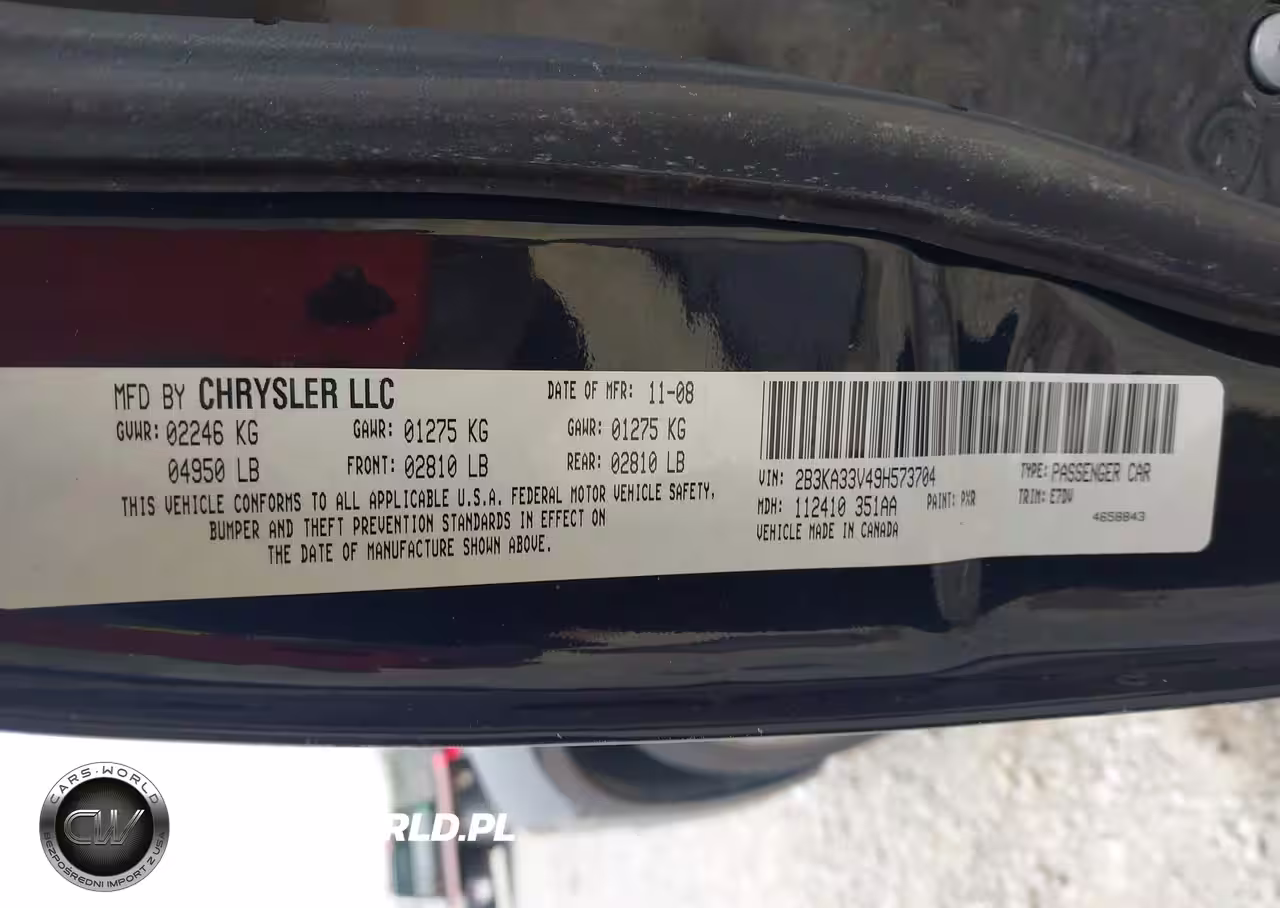 MFD BY CHRYSLER LLC DATE OF MFR: 11-08
GVWR: 02246 KG GAWR: 01275 KG GAWR: 01275 KG
04950 LB FRONT: 02810 LB REAR: 02810 LB
THIS VEHICLE CONFORMS TO ALL APPLICABLE U.S.A. FEDERAL MOTOR VEHICLE SAFETY,
BUMPER AND THEFT PREVENTION STANDARDS IN EFFECT ON
THE DATE OF MANUFACTURE SHOWN ABOVE.
VIN: 2B3KA33V49H573704 TYPE: PASSENGER CAR
MDH: 112410 351AA PAINT: PXR TRIM: E7DV
VEHICLE MADE IN CANADA 4658843
CARS-WORLD
CW
BEZPOŚREDNI IMPORT Z USA
RLD.PL